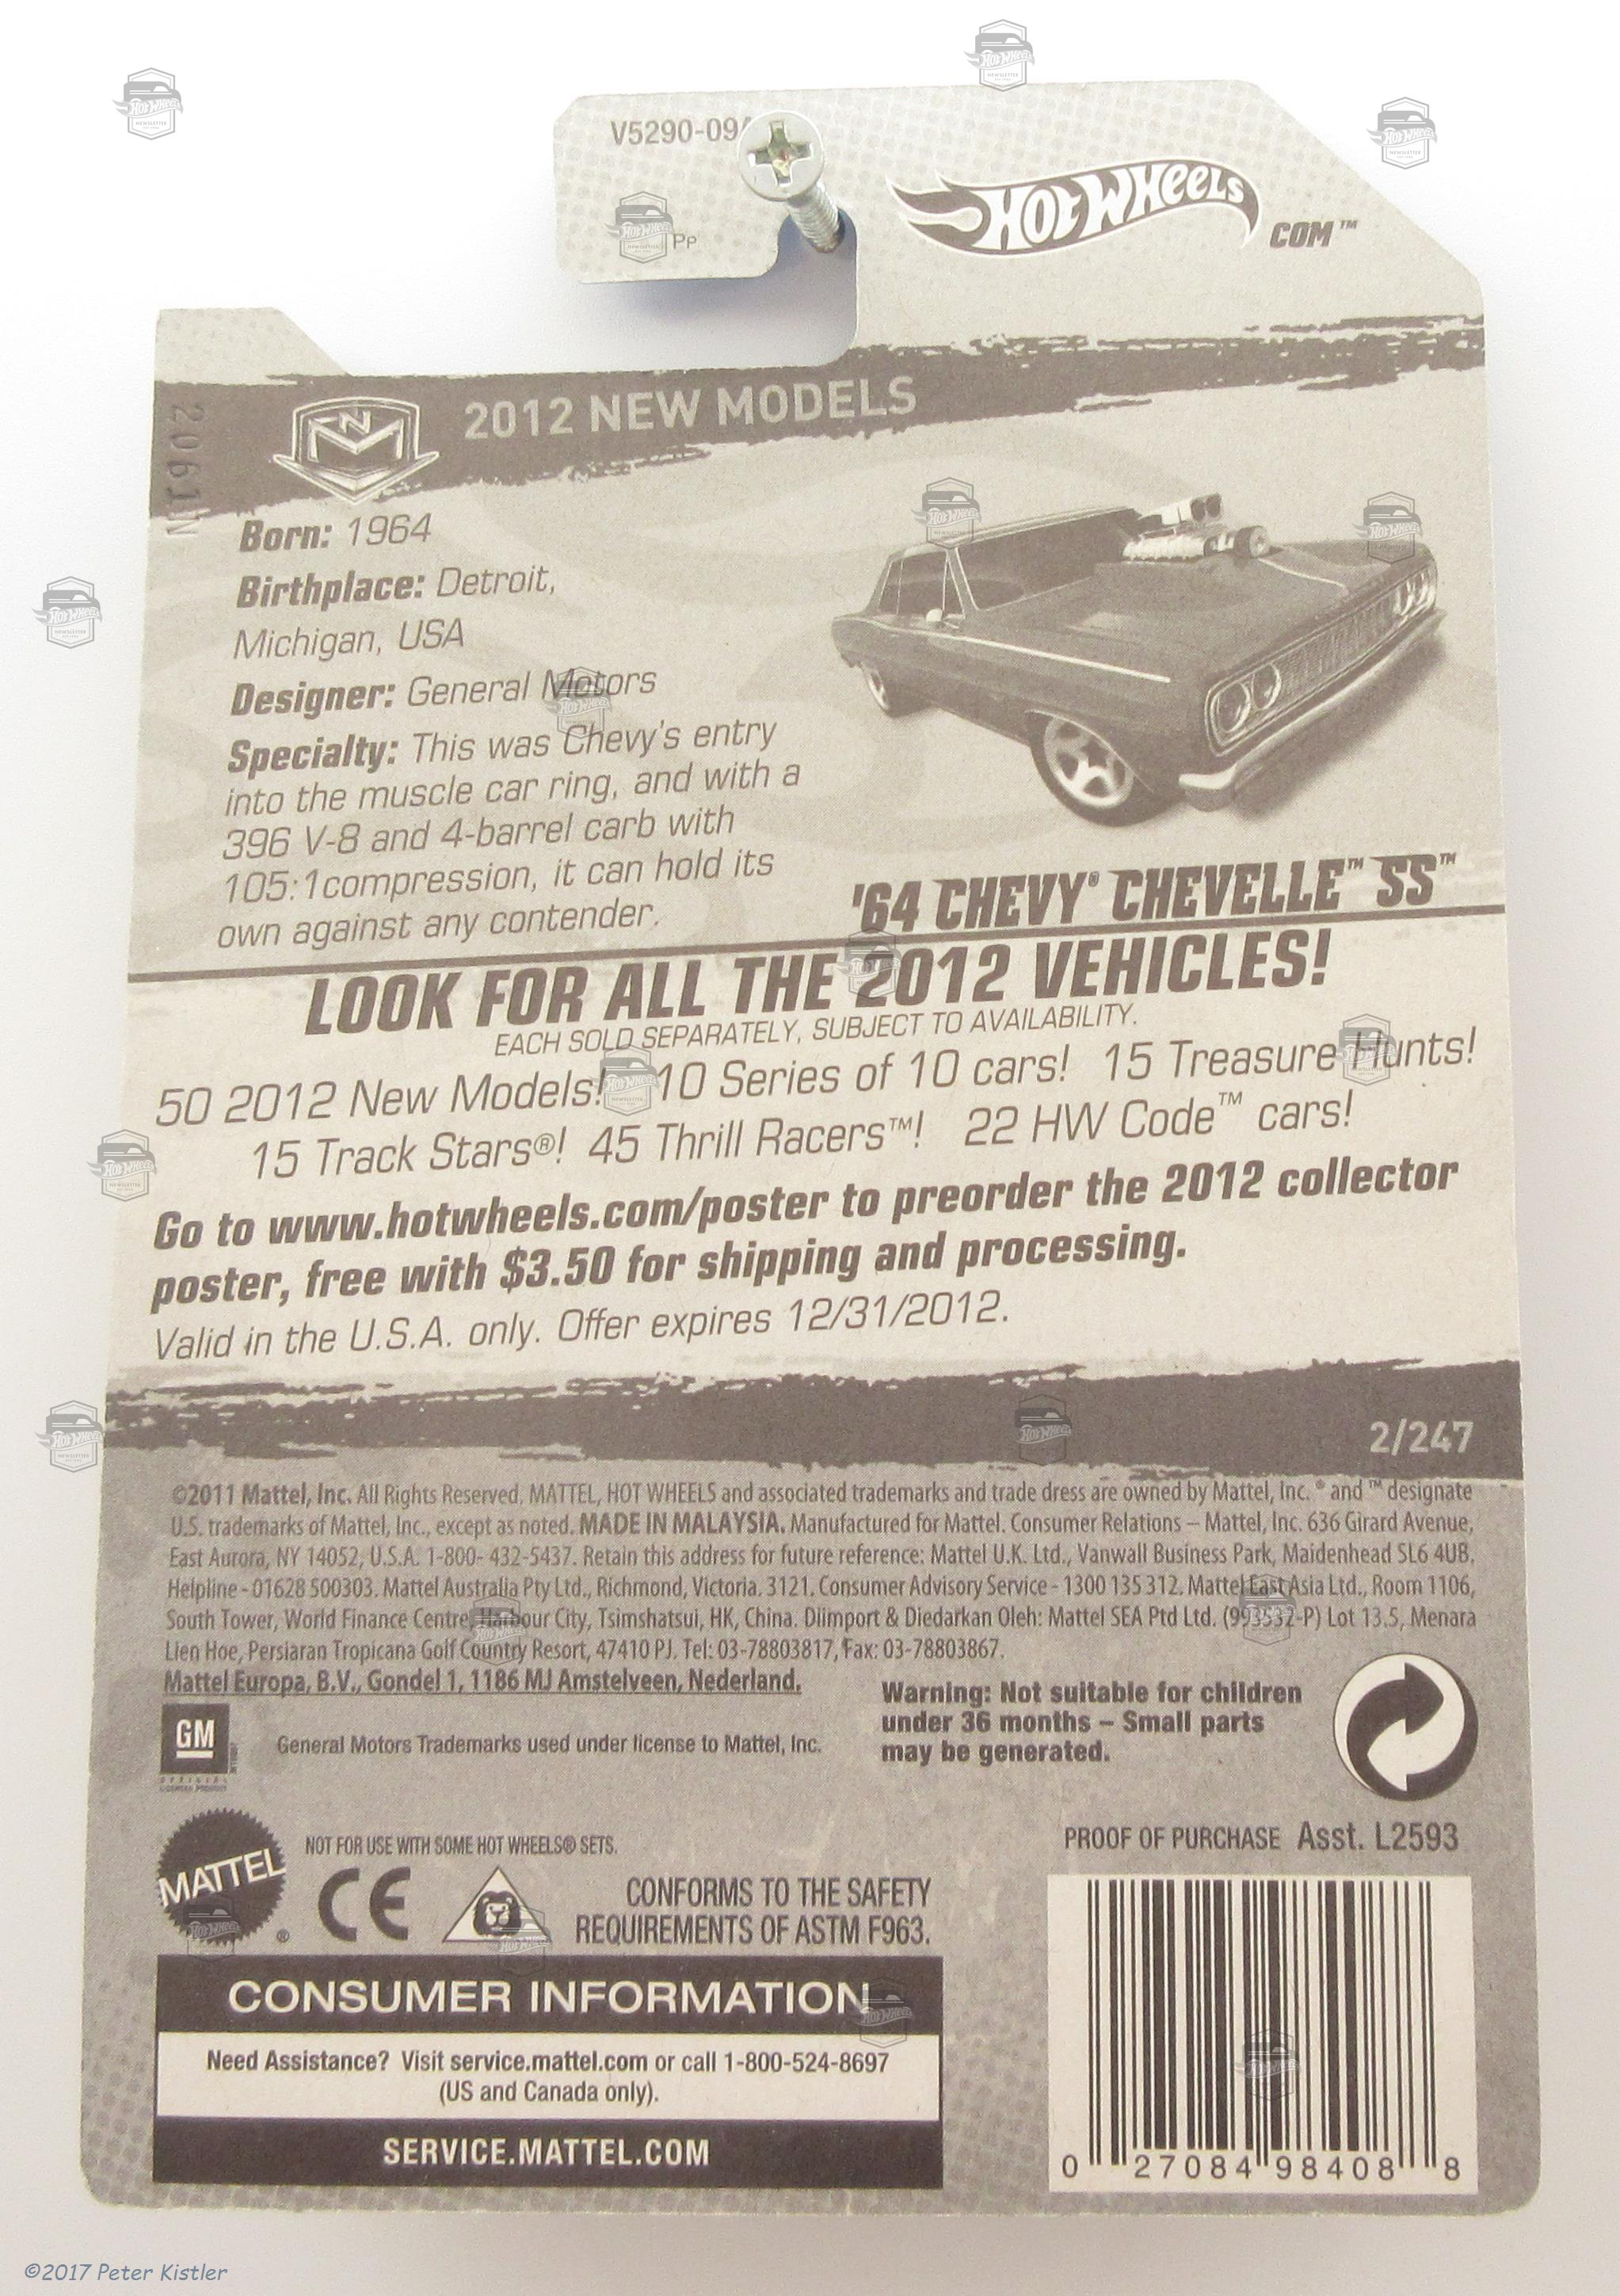 V5290-09
Pp
HOT WHEELS
COM™
2061N
NM
2012 NEW MODELS
Born: 1964
Birthplace: Detroit,
Michigan, USA
Designer: General Motors
Specialty: This was Chevy's entry
into the muscle car ring, and with a
396 V-8 and 4-barrel carb with
105:1compression, it can hold its
own against any contender.
'64 CHEVY® CHEVELLE™ SS™
LOOK FOR ALL THE 2012 VEHICLES!
EACH SOLD SEPARATELY, SUBJECT TO AVAILABILITY.
50 2012 New Models! 10 Series of 10 cars! 15 Treasure Hunts!
15 Track Stars®! 45 Thrill Racers™! 22 HW Code™ cars!
Go to www.hotwheels.com/poster to preorder the 2012 collector
poster, free with $3.50 for shipping and processing.
Valid in the U.S.A. only. Offer expires 12/31/2012.
2/247
©2011 Mattel, Inc. All Rights Reserved. MATTEL, HOT WHEELS and associated trademarks and trade dress are owned by Mattel, Inc. ® and ™ designate
U.S. trademarks of Mattel, Inc., except as noted. MADE IN MALAYSIA. Manufactured for Mattel. Consumer Relations – Mattel, Inc. 636 Girard Avenue,
East Aurora, NY 14052, U.S.A. 1-800- 432-5437. Retain this address for future reference: Mattel U.K. Ltd., Vanwall Business Park, Maidenhead SL6 4UB.
Helpline - 01628 500303. Mattel Australia Pty Ltd., Richmond, Victoria. 3121. Consumer Advisory Service - 1300 135 312. Mattel East Asia Ltd., Room 1106,
South Tower, World Finance Centre, Harbour City, Tsimshatsui, HK, China. Diimport & Diedarkan Oleh: Mattel SEA Ptd Ltd. (993532-P) Lot 13.5, Menara
Lien Hoe, Persiaran Tropicana Golf Country Resort, 47410 PJ. Tel: 03-78803817, Fax: 03-78803867.
Mattel Europa, B.V., Gondel 1, 1186 MJ Amstelveen, Nederland.
GM
OFFICIAL
LICENSED PRODUCT
General Motors Trademarks used under license to Mattel, Inc.
Warning: Not suitable for children
under 36 months – Small parts
may be generated.
MATTEL
®
NOT FOR USE WITH SOME HOT WHEELS® SETS.
CE
CONFORMS TO THE SAFETY
REQUIREMENTS OF ASTM F963.
PROOF OF PURCHASE Asst. L2593
CONSUMER INFORMATION
Need Assistance? Visit service.mattel.com or call 1-800-524-8697
(US and Canada only).
SERVICE.MATTEL.COM
0 27084 98408 8
©2017 Peter Kistler